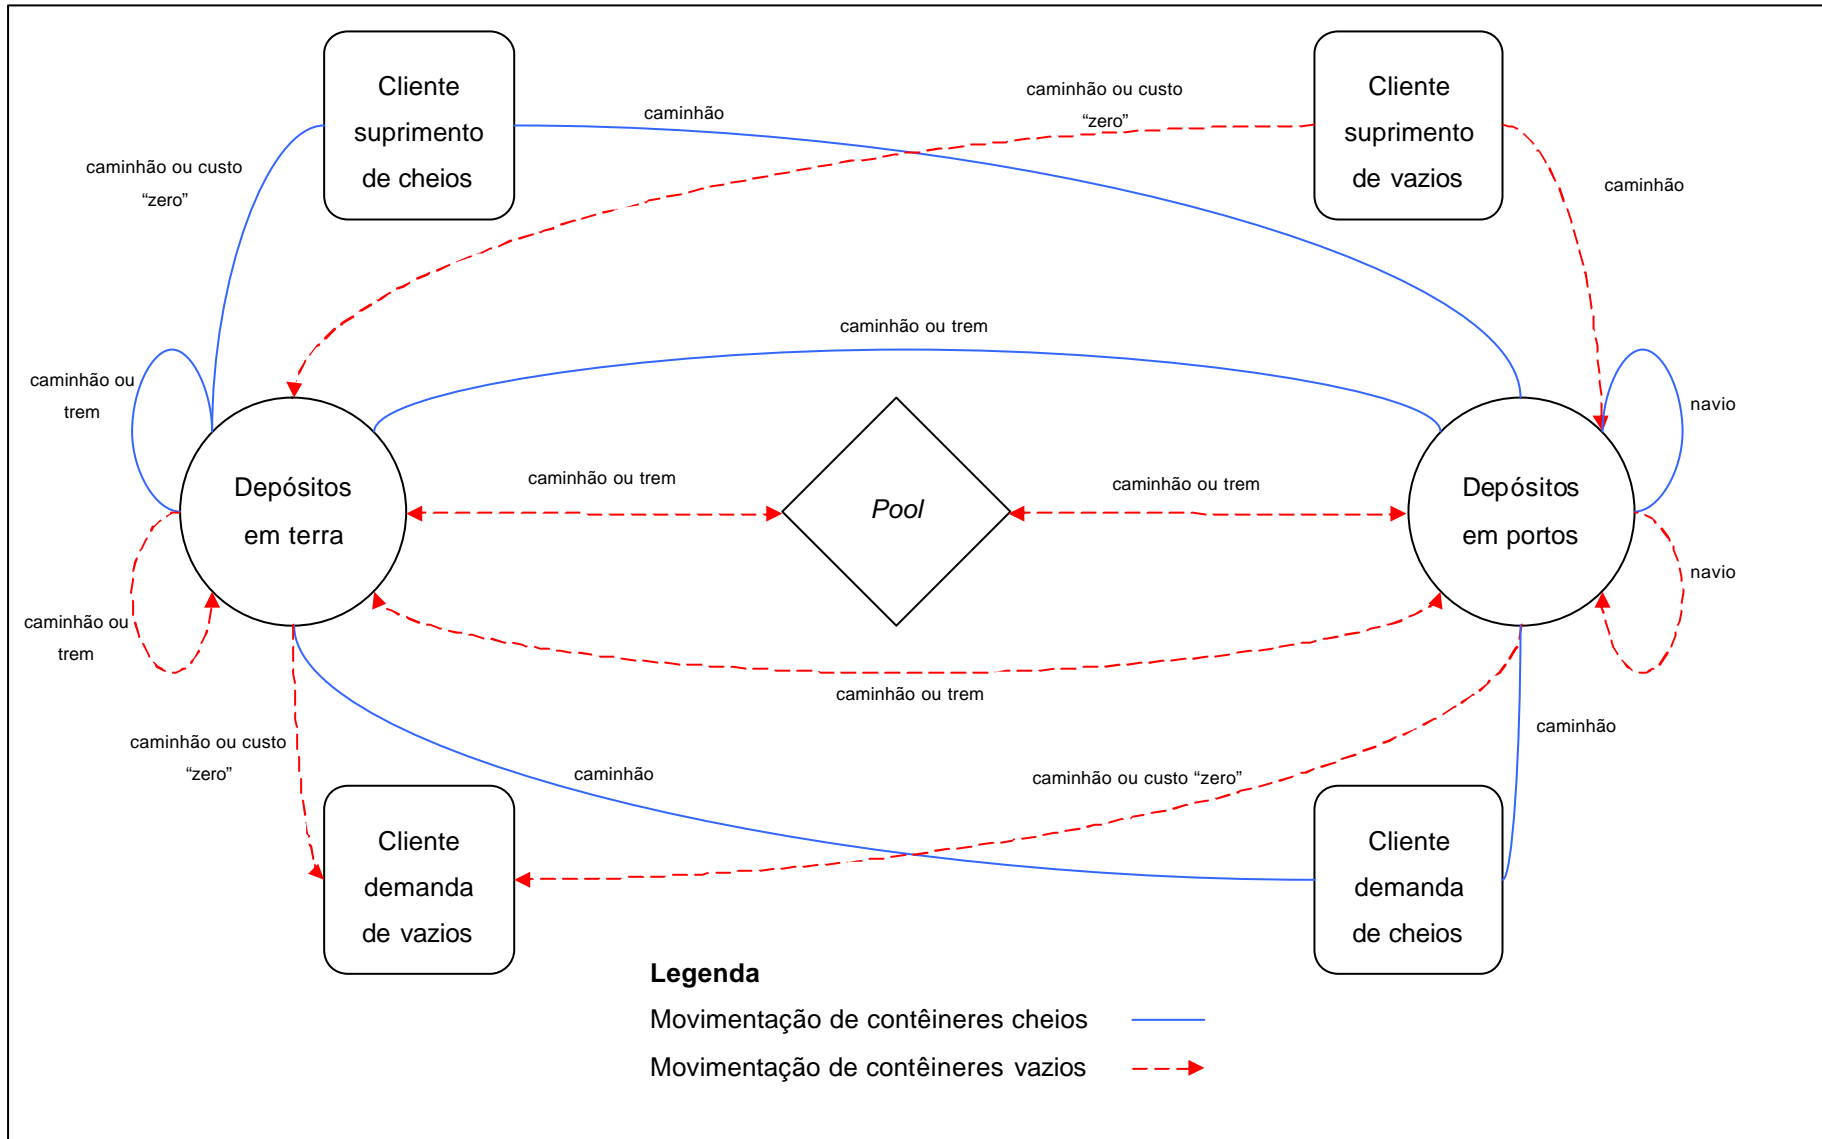 Cliente
suprimento
de cheios
caminhão
caminhão ou custo
“zero”
Cliente
suprimento
de vazios
caminhão ou custo
“zero”
caminhão
caminhão ou trem
caminhão ou
trem
navio
Depósitos
em terra
caminhão ou trem
Pool
caminhão ou trem
Depósitos
em portos
navio
caminhão ou
trem
caminhão ou trem
caminhão ou custo
“zero”
caminhão
caminhão ou custo “zero”
caminhão
Cliente
demanda
de vazios
Cliente
demanda
de cheios
Legenda
Movimentação de contêineres cheios
Movimentação de contêineres vazios